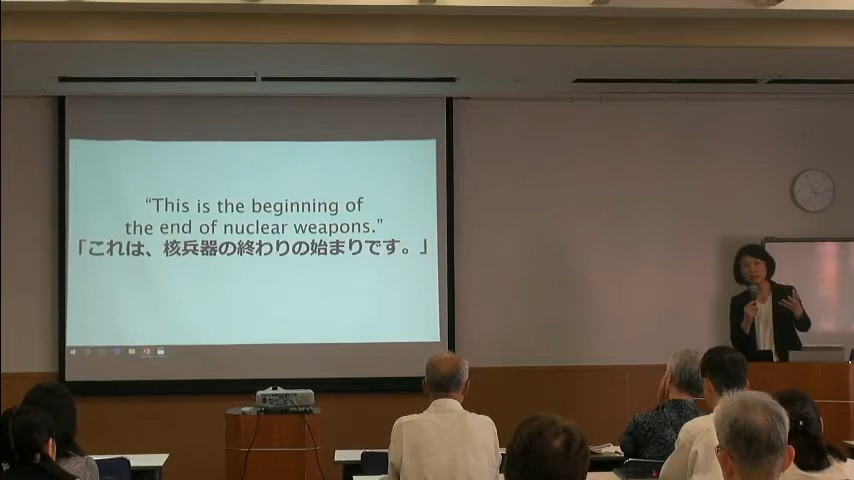 “This is the beginning of
the end of nuclear weapons.”
「これは、核兵器の終わりの始まりです。」